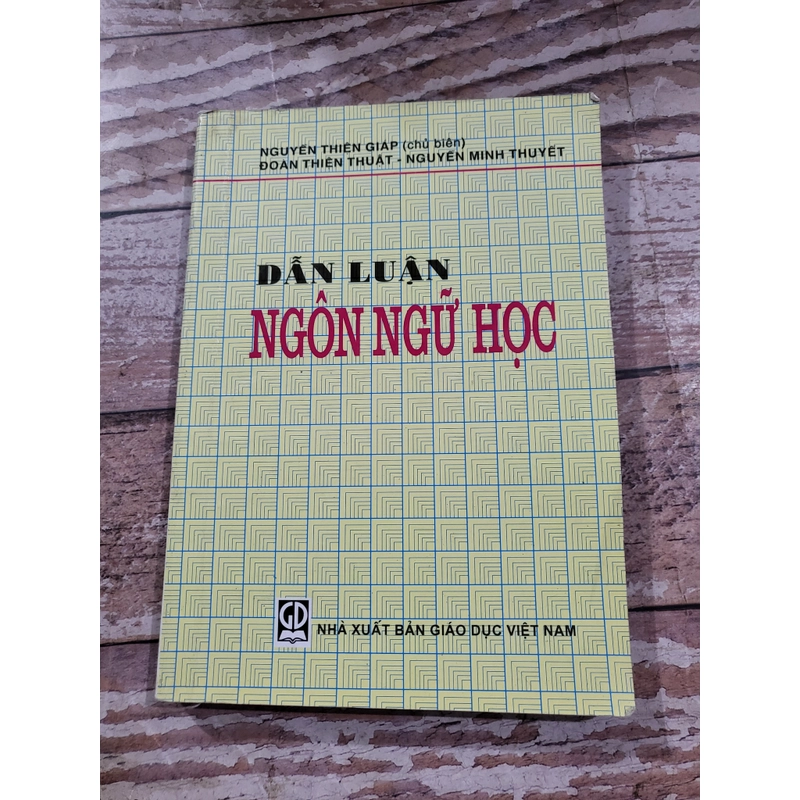 NGUYỄN THIỆN GIÁP (chủ biên)
ĐOÀN THIỆN THUẬT - NGUYỄN MINH THUYẾT
DẪN LUẬN
NGÔN NGỮ HỌC
GD
NHÀ XUẤT BẢN GIÁO DỤC VIỆT NAM